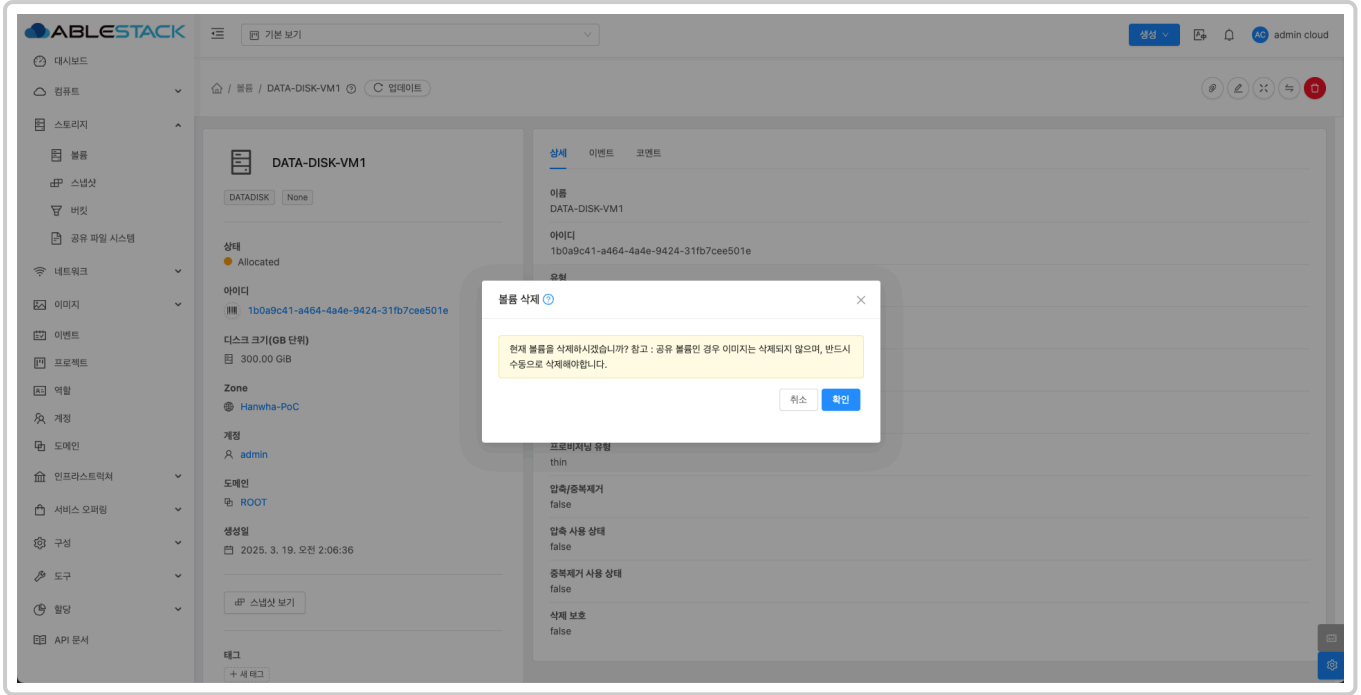 ABLESTACK
기본 보기
생성
AC admin cloud
대시보드
컴퓨트
스토리지
볼륨
스냅샷
버킷
공유 파일 시스템
네트워크
이미지
이벤트
프로젝트
역할
계정
도메인
인프라스트럭쳐
서비스 오퍼링
구성
도구
할당
API 문서
/ 볼륨 / DATA-DISK-VM1
업데이트
DATA-DISK-VM1
DATADISK None
상태
Allocated
아이디
1b0a9c41-a464-4a4e-9424-31fb7cee501e
디스크 크기(GB 단위)
300.00 GiB
Zone
Hanwha-PoC
계정
admin
도메인
ROOT
생성일
2025. 3. 19. 오전 2:06:36
스냅샷 보기
태그
+ 새 태그
상세 이벤트 코멘트
이름
DATA-DISK-VM1
아이디
1b0a9c41-a464-4a4e-9424-31fb7cee501e
유형
볼륨 삭제
현재 볼륨을 삭제하시겠습니까? 참고 : 공유 볼륨인 경우 이미지는 삭제되지 않으며, 반드시
수동으로 삭제해야합니다.
취소 확인
프로비저닝 유형
thin
압축/중복제거
false
압축 사용 상태
false
중복제거 사용 상태
false
삭제 보호
false